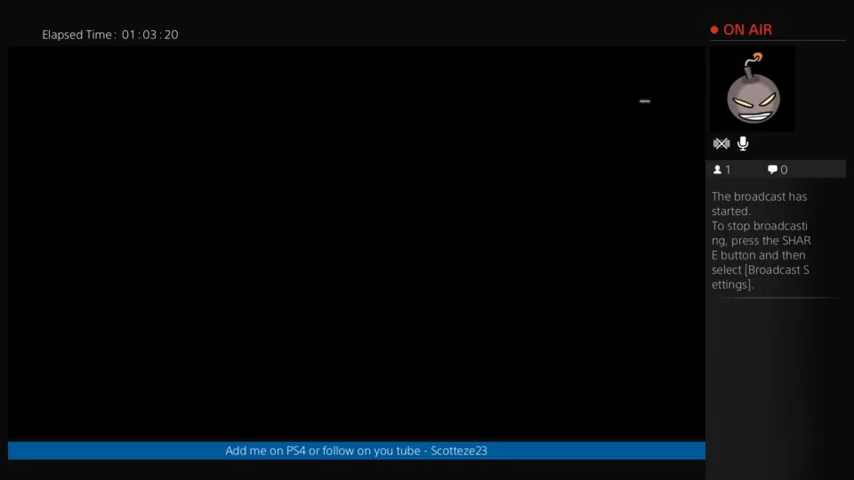 Elapsed Time: 01:03:20
ON AIR
1 0
The broadcast has
started.
To stop broadcasti
ng, press the SHAR
E button and then
select [Broadcast S
ettings].
Add me on PS4 or follow on you tube - Scotteze23